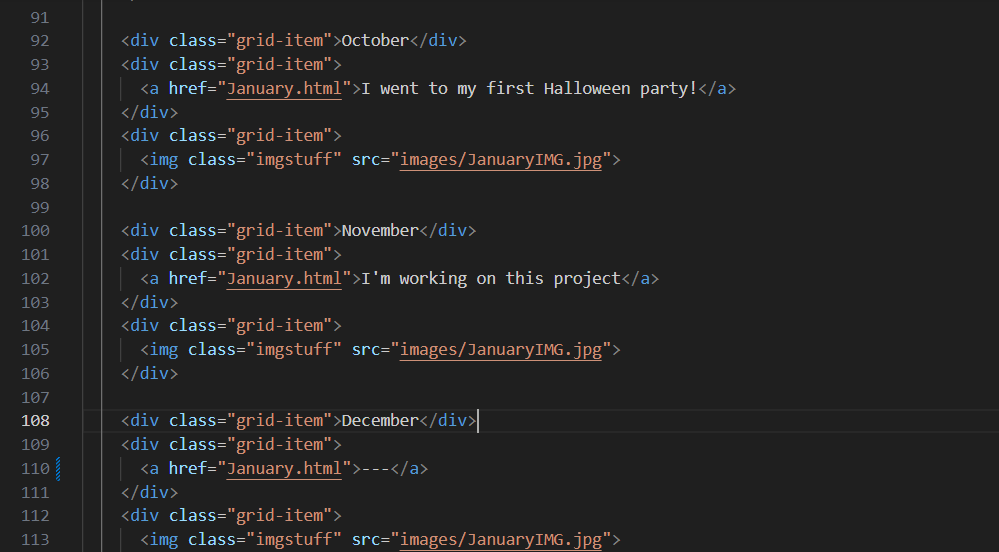 91
92 <div class="grid-item">October</div>
93 <div class="grid-item">
94 <a href="January.html">I went to my first Halloween party!</a>
95 </div>
96 <div class="grid-item">
97 <img class="imgstuff" src="images/JanuaryIMG.jpg">
98 </div>
99
100 <div class="grid-item">November</div>
101 <div class="grid-item">
102 <a href="January.html">I'm working on this project</a>
103 </div>
104 <div class="grid-item">
105 <img class="imgstuff" src="images/JanuaryIMG.jpg">
106 </div>
107
108 <div class="grid-item">December</div>
109 <div class="grid-item">
110 <a href="January.html">---</a>
111 </div>
112 <div class="grid-item">
113 <img class="imgstuff" src="images/JanuaryIMG.jpg">